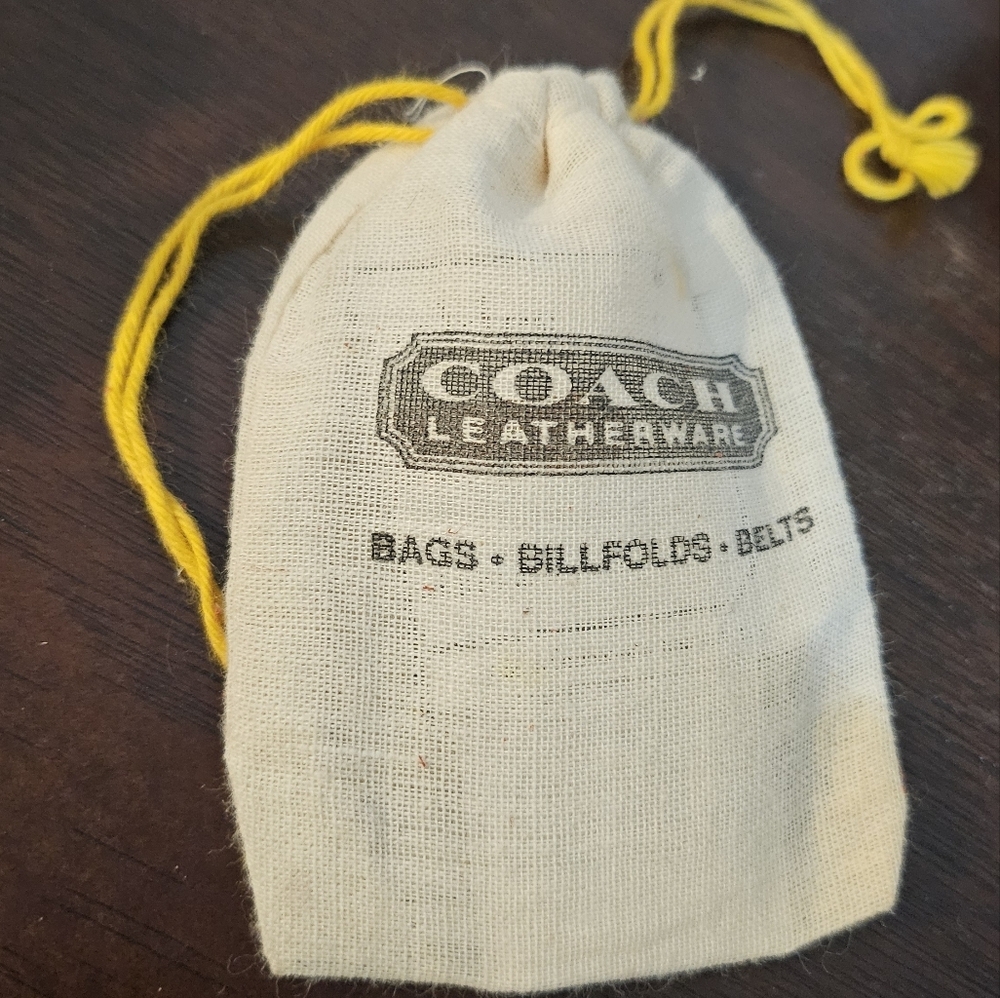 COACH
LEATHERWARE
BAGS • BILLFOLDS • BELTS